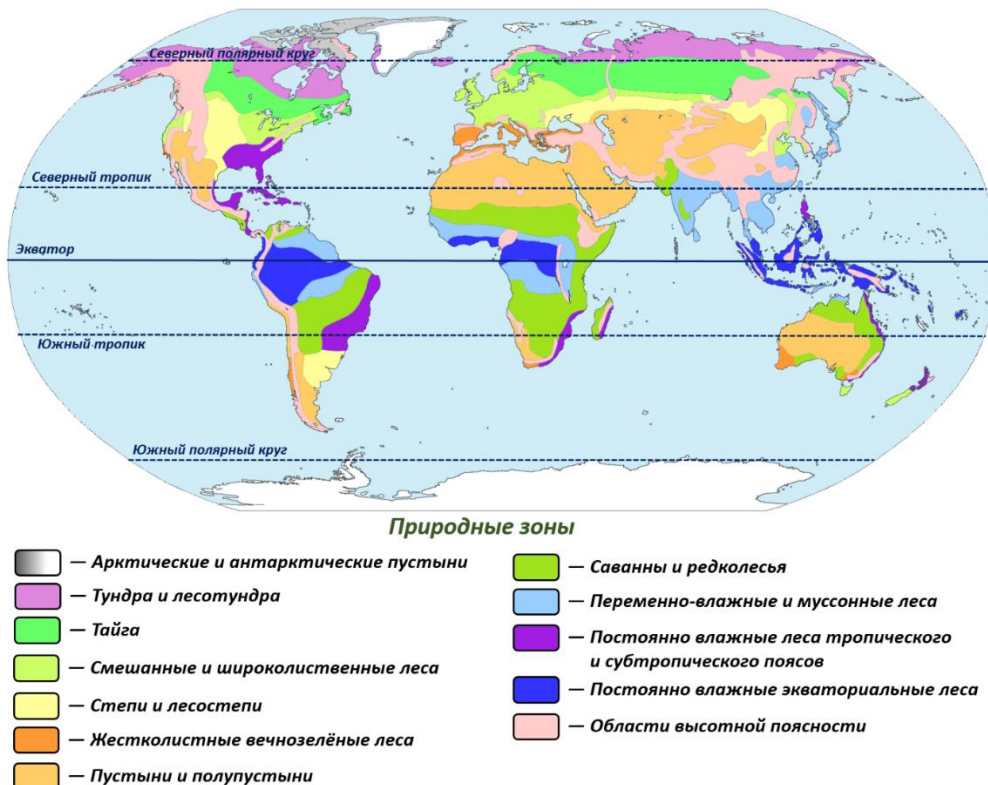 Северный полярный круг
Северный тропик
Экватор
Южный тропик
Южный полярный круг
Природные зоны
— Арктические и антарктические пустыни
— Тундра и лесотундра
— Тайга
— Смешанные и широколиственные леса
— Степи и лесостепи
— Жестколистные вечнозелёные леса
— Пустыни и полупустыни
— Саванны и редколесья
— Переменно-влажные и муссонные леса
— Постоянно влажные леса тропического
и субтропического поясов
— Постоянно влажные экваториальные леса
— Области высотной поясности